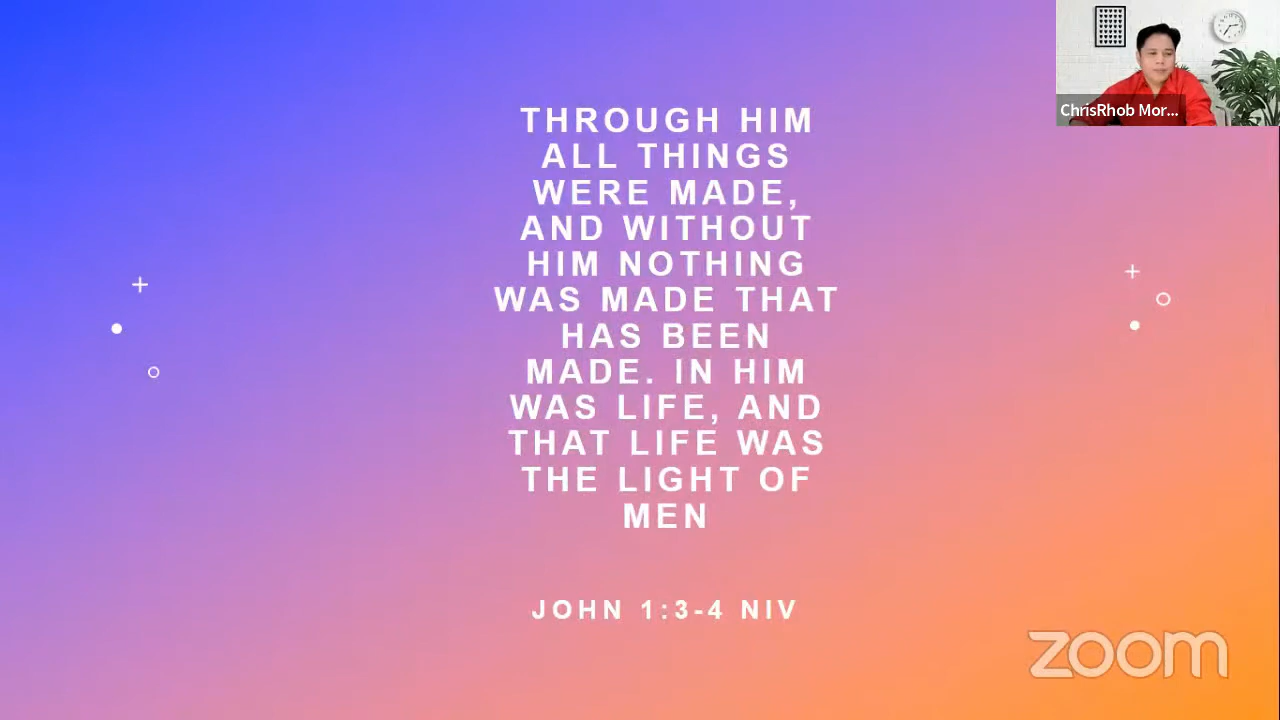 THROUGH HIM
ALL THINGS
WERE MADE,
AND WITHOUT
HIM NOTHING
WAS MADE THAT
HAS BEEN
MADE. IN HIM
WAS LIFE, AND
THAT LIFE WAS
THE LIGHT OF
MEN
JOHN 1:3-4 NIV
ChrisRhob Mor...
zoom